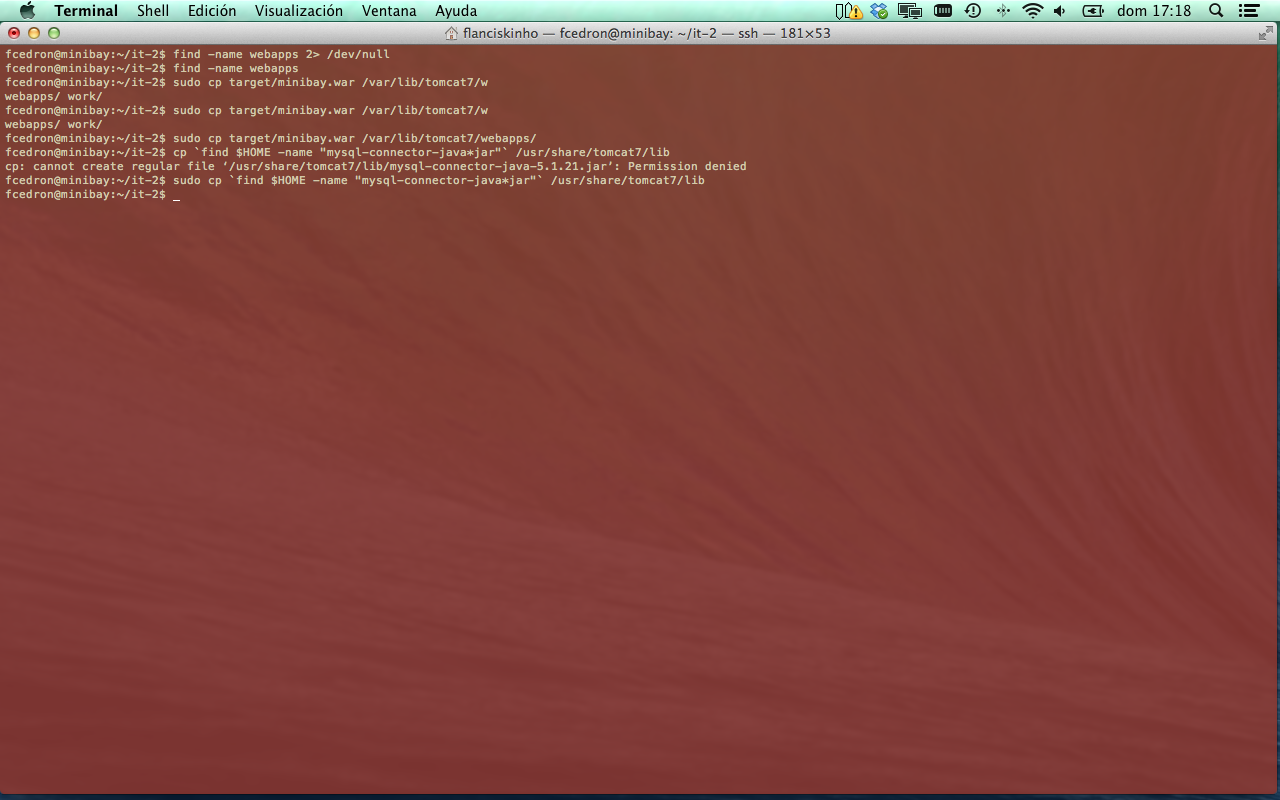 Terminal Shell Edición Visualización Ventana Ayuda dom 17:18
flanciskinho — fcedron@minibay: ~/it-2 — ssh — 181×53
fcedron@minibay:~/it-2$ find -name webapps 2> /dev/null
fcedron@minibay:~/it-2$ find -name webapps
fcedron@minibay:~/it-2$ sudo cp target/minibay.war /var/lib/tomcat7/w
webapps/ work/
fcedron@minibay:~/it-2$ sudo cp target/minibay.war /var/lib/tomcat7/w
webapps/ work/
fcedron@minibay:~/it-2$ sudo cp target/minibay.war /var/lib/tomcat7/webapps/
fcedron@minibay:~/it-2$ cp `find $HOME -name "mysql-connector-java*jar"` /usr/share/tomcat7/lib
cp: cannot create regular file ‘/usr/share/tomcat7/lib/mysql-connector-java-5.1.21.jar’: Permission denied
fcedron@minibay:~/it-2$ sudo cp `find $HOME -name "mysql-connector-java*jar"` /usr/share/tomcat7/lib
fcedron@minibay:~/it-2$ _